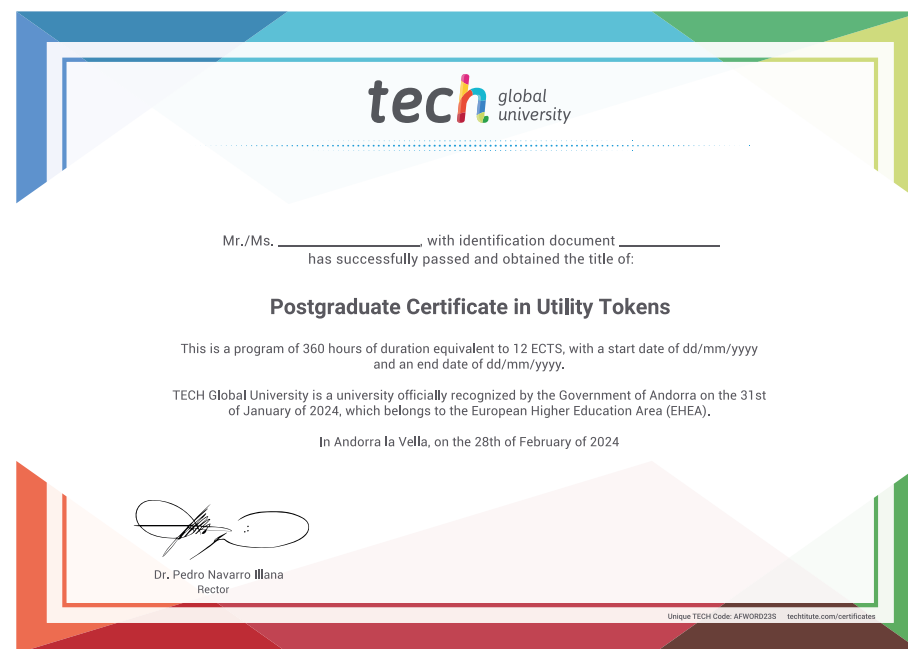 tech global university
Mr./Ms. ____________________, with identification document ______________
has successfully passed and obtained the title of:
Postgraduate Certificate in Utility Tokens
This is a program of 360 hours of duration equivalent to 12 ECTS, with a start date of dd/mm/yyyy
and an end date of dd/mm/yyyy.
TECH Global University is a university officially recognized by the Government of Andorra on the 31st
of January of 2024, which belongs to the European Higher Education Area (EHEA).
In Andorra la Vella, on the 28th of February of 2024
Dr. Pedro Navarro Illana
Rector
Unique TECH Code: AFWORD23S techtitute.com/certificates